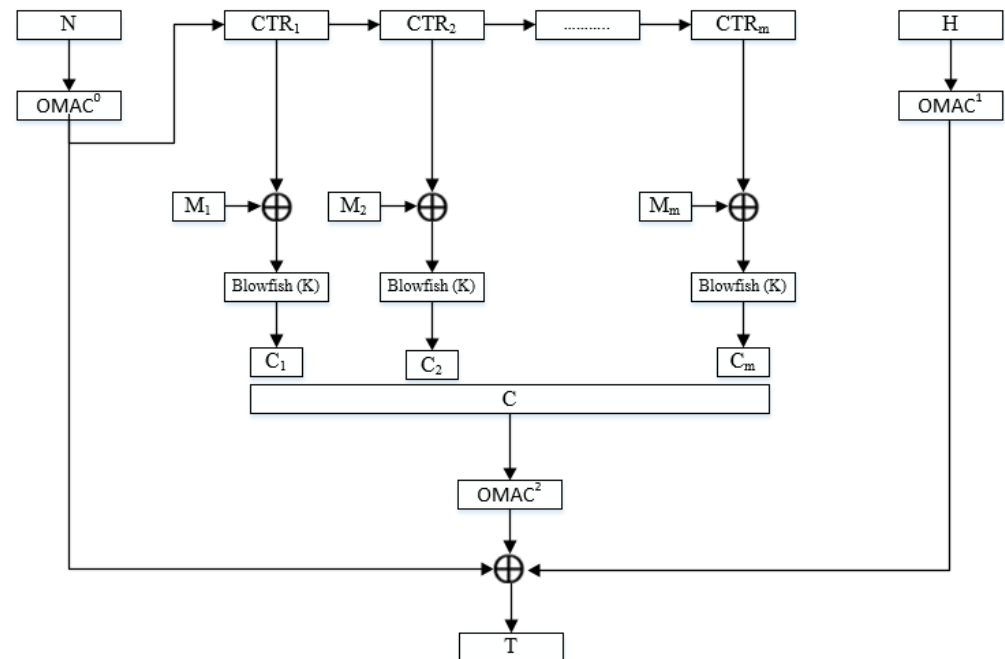 N CTR₁ CTR₂ ........... CTRₘ H
OMAC⁰ OMAC¹
M₁ M₂ Mₘ
Blowfish (K) Blowfish (K) Blowfish (K)
C₁ C₂ Cₘ
C
OMAC²
T